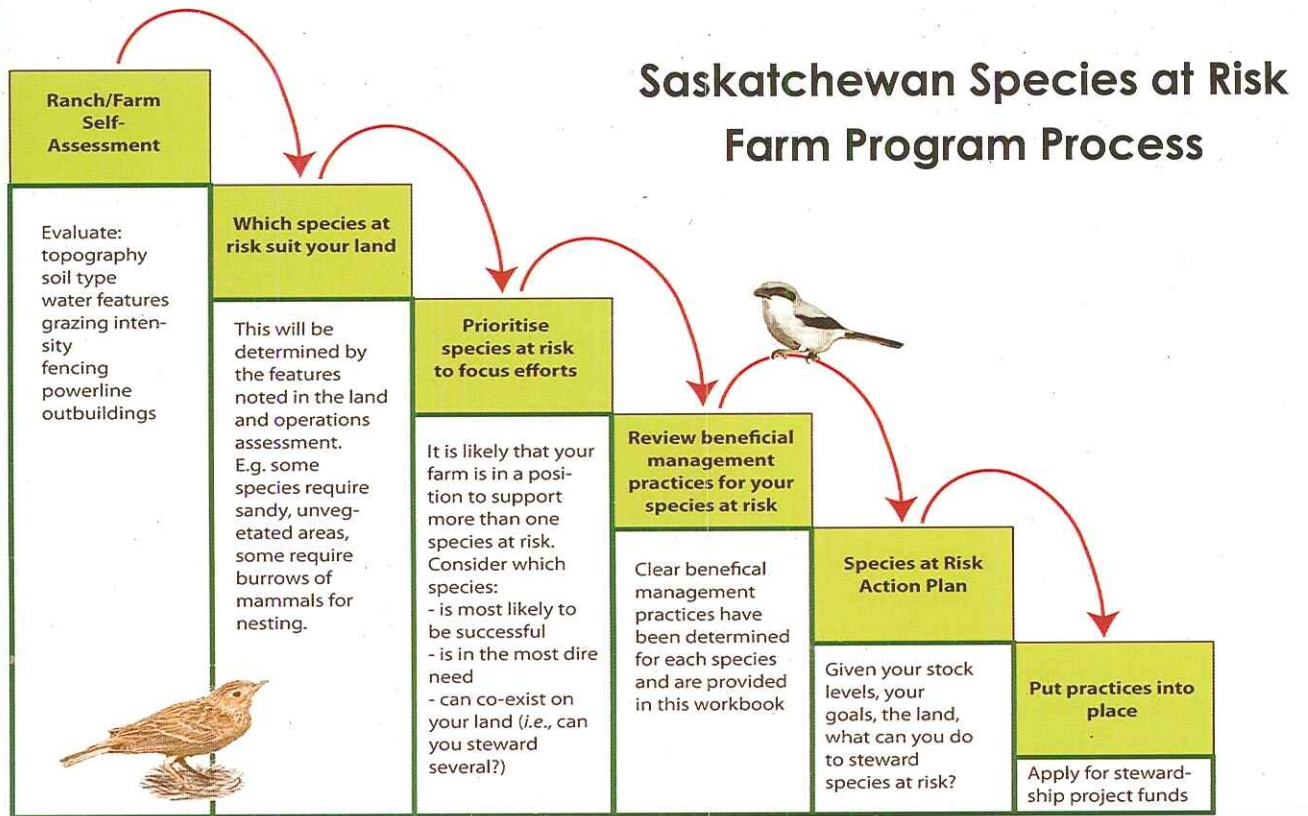 Saskatchewan Species at Risk
Farm Program Process
Ranch/Farm
Self-
Assessment
Evaluate:
topography
soil type
water features
grazing inten-
sity
fencing
powerline
outbuildings
Which species at
risk suit your land
This will be
determined by
the features
noted in the land
and operations
assessment.
E.g. some
species require
sandy, unveg-
etated areas,
some require
burrows of
mammals for
nesting.
Prioritise
species at risk
to focus efforts
It is likely that your
farm is in a posi-
tion to support
more than one
species at risk.
Consider which
species:
- is most likely to
be successful
- is in the most dire
need
- can co-exist on
your land (i.e., can
you steward
several?)
Review beneficial
management
practices for your
species at risk
Clear benefical
management
practices have
been determined
for each species
and are provided
in this workbook
Species at Risk
Action Plan
Given your stock
levels, your
goals, the land,
what can you do
to steward
species at risk?
Put practices into
place
Apply for steward-
ship project funds